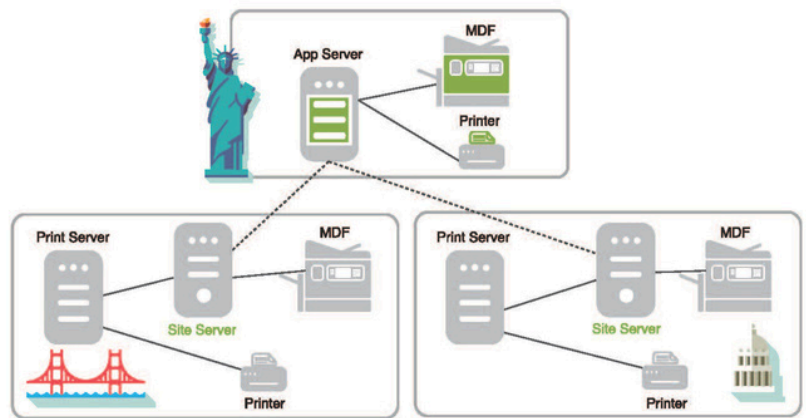 MDF
App Server
Printer
Print Server
MDF
Site Server
Printer
Print Server
MDF
Site Server
Printer